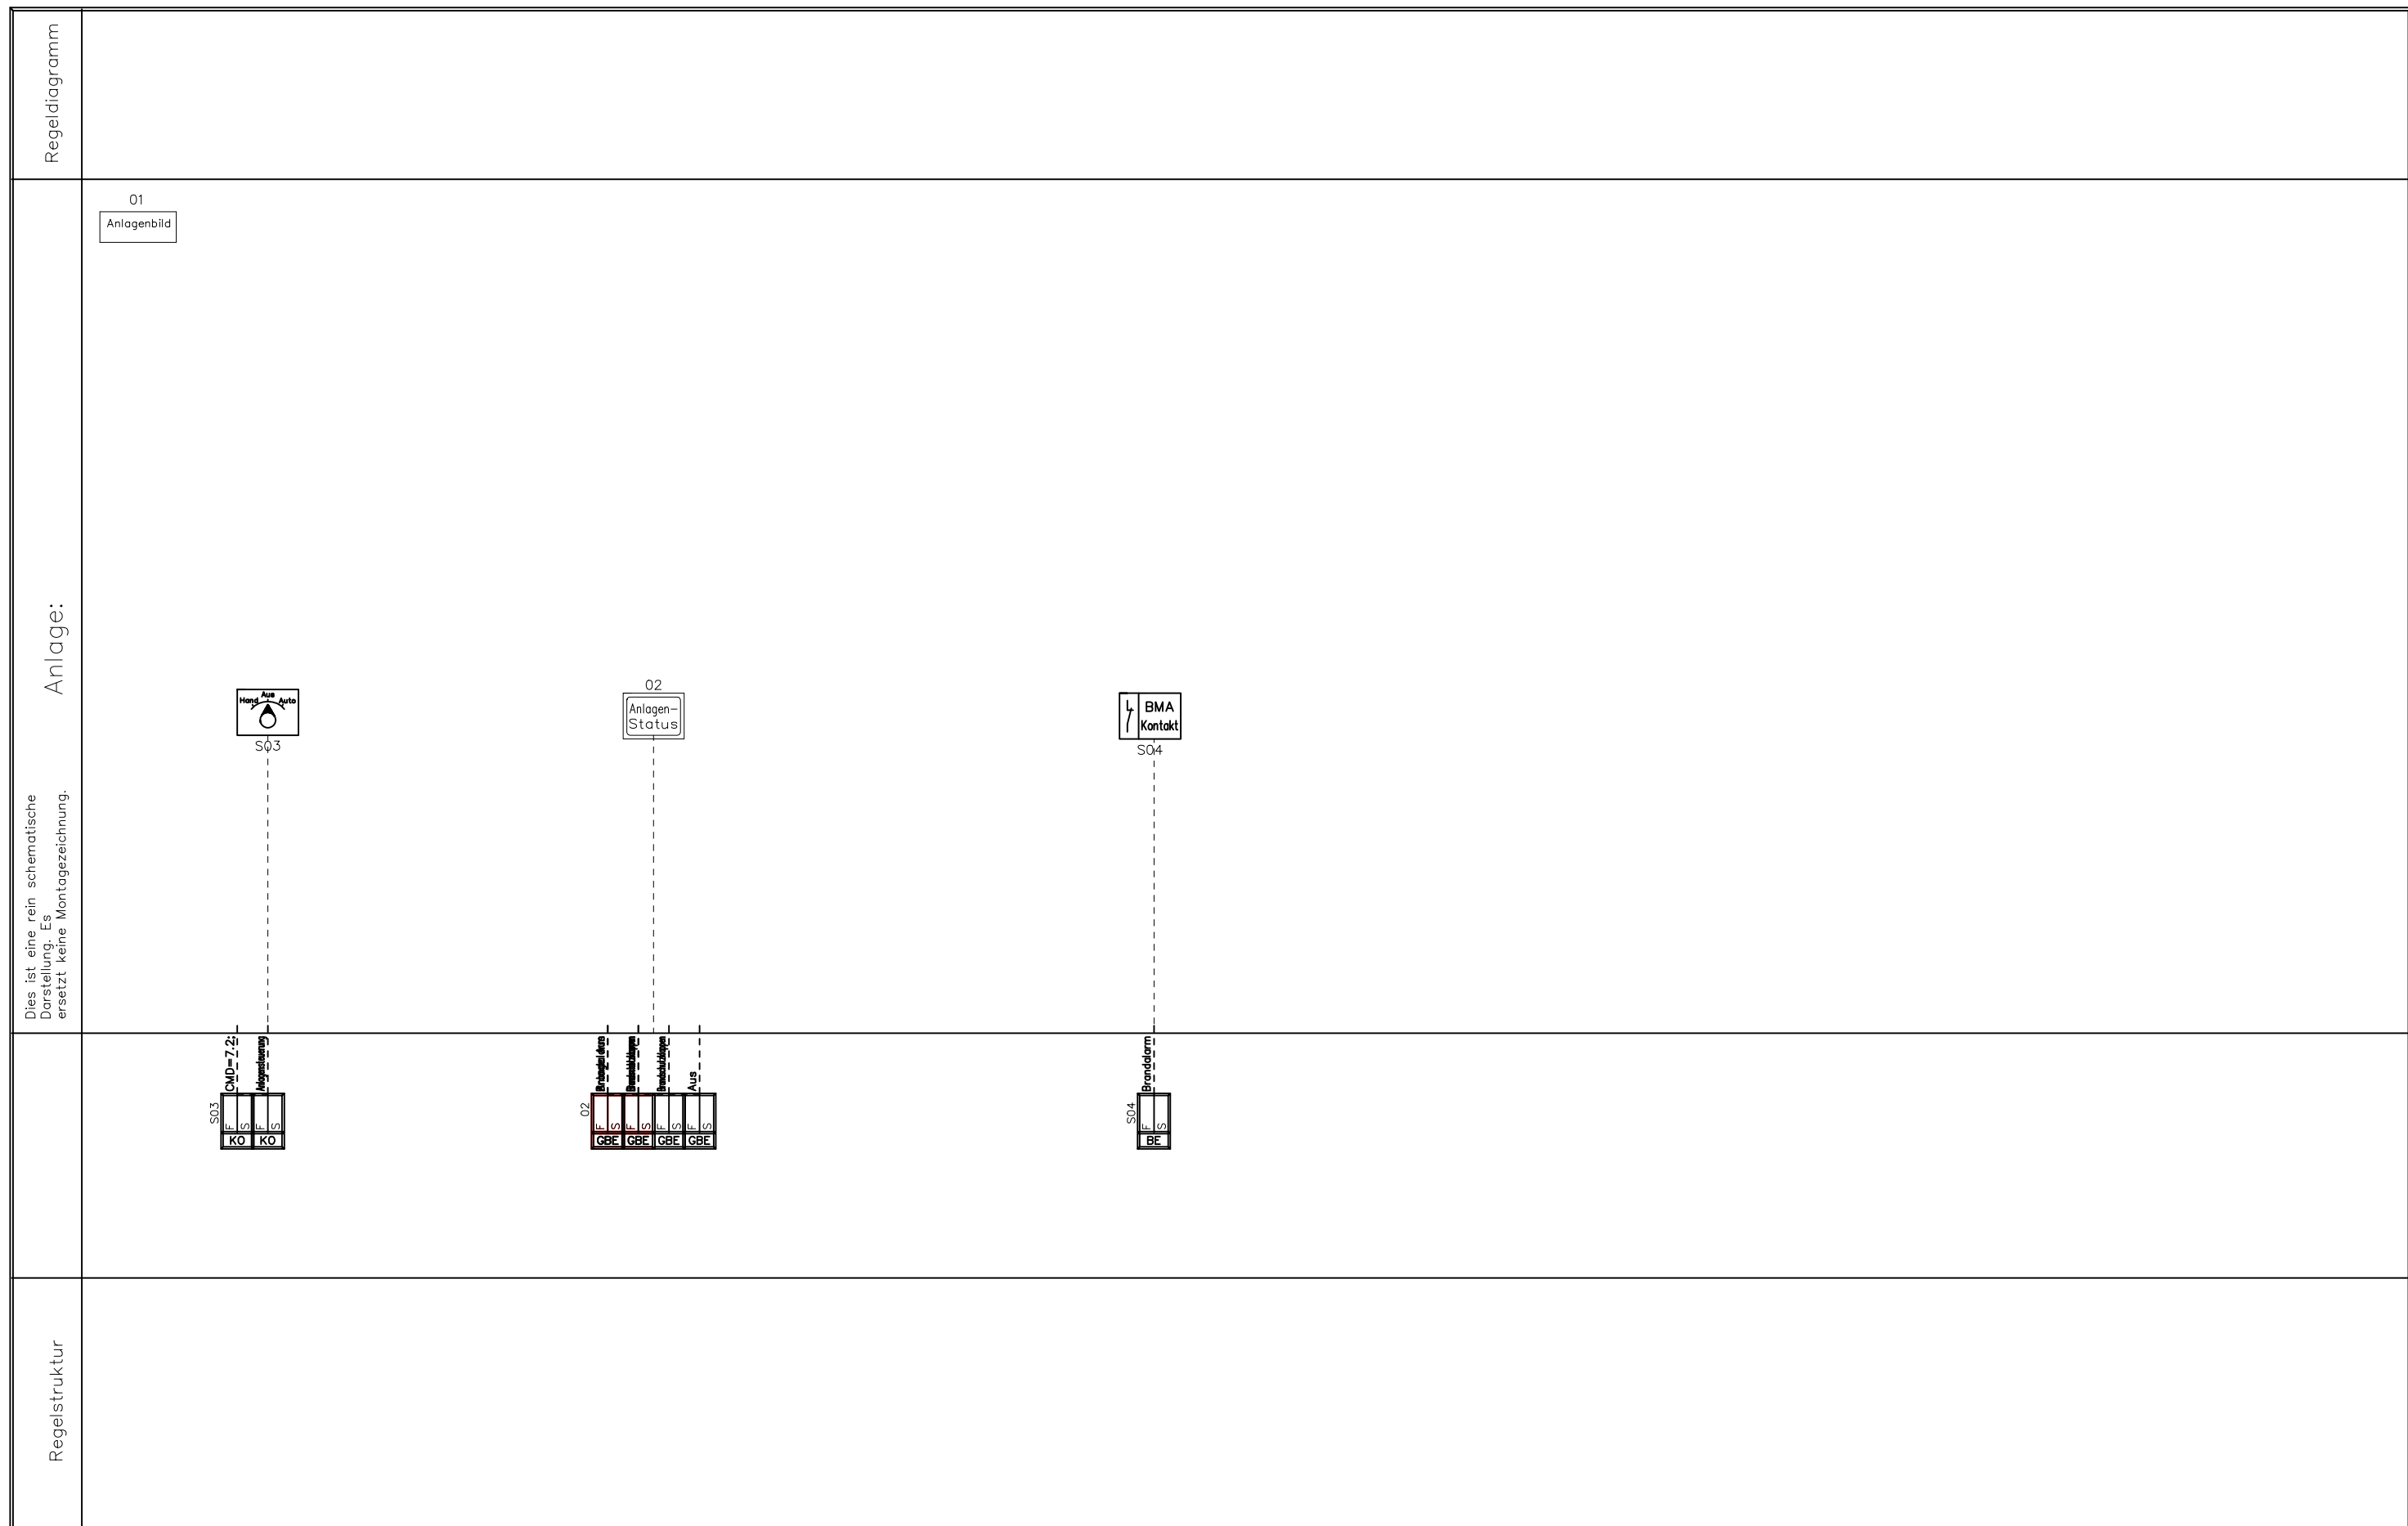 Regeldiagramm
01
Anlagenbild
Anlage:
Dies ist eine rein schematische
Darstellung. Es
ersetzt keine Montagezeichnung.
Hand Aus Auto
S03
02
Anlagen-
Status
BMA
Kontakt
S04
CMD=7.2;
Anlagensteuerung
S03
F S F S
KO KO
Aus
02
F S F S F S F S
GBE GBE GBE GBE
Brandalarm
S04
F S
BE
Regelstruktur